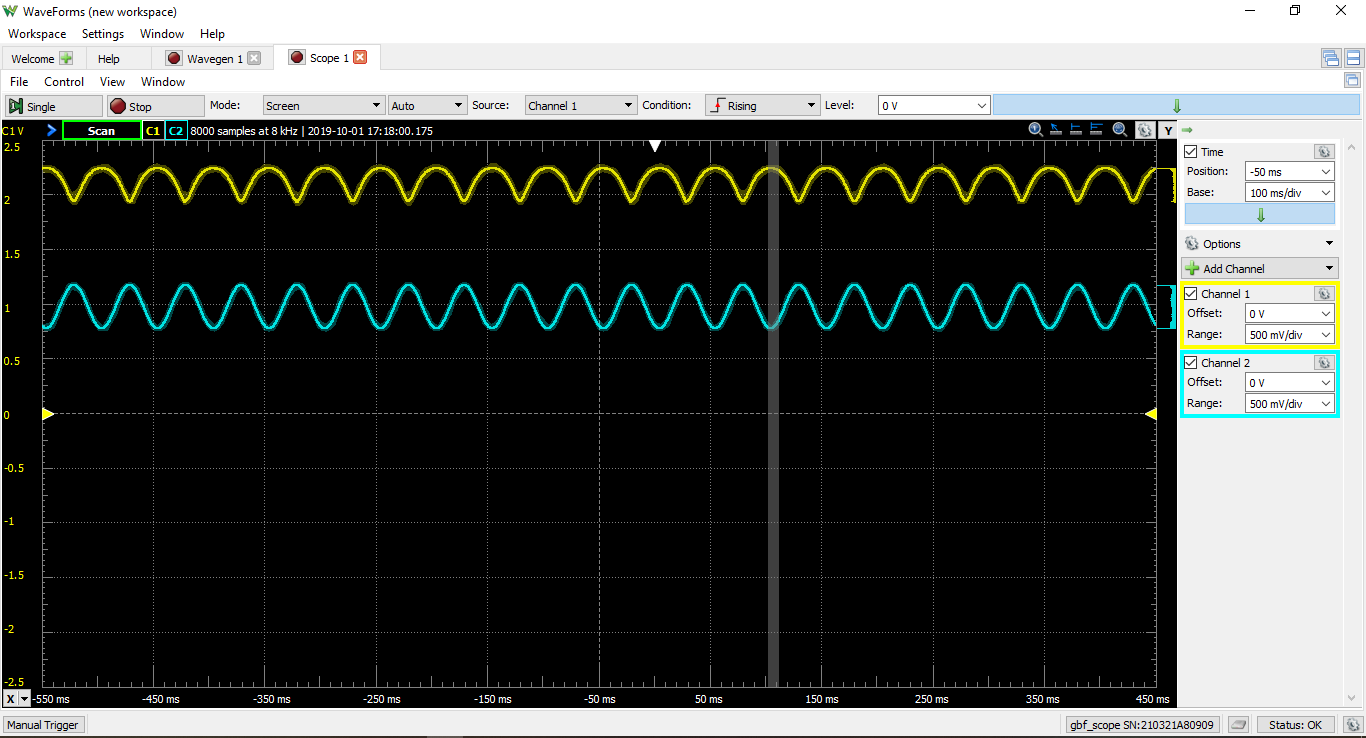 WaveForms (new workspace)
Workspace Settings Window Help
Welcome Help Wavegen 1 Scope 1
File Control View Window
Single Stop Mode: Screen Auto Source: Channel 1 Condition: Rising Level: 0 V
C1 V Scan C1 C2 8000 samples at 8 kHz | 2019-10-01 17:18:00.175 Y
2.5
2
1.5
1
0.5
0
-0.5
-1
-1.5
-2
-2.5
X -550 ms -450 ms -350 ms -250 ms -150 ms -50 ms 50 ms 150 ms 250 ms 350 ms 450 ms
Time
Position: -50 ms
Base: 100 ms/div
Options
Add Channel
Channel 1
Offset: 0 V
Range: 500 mV/div
Channel 2
Offset: 0 V
Range: 500 mV/div
Manual Trigger gbf_scope SN:210321A80909 Status: OK